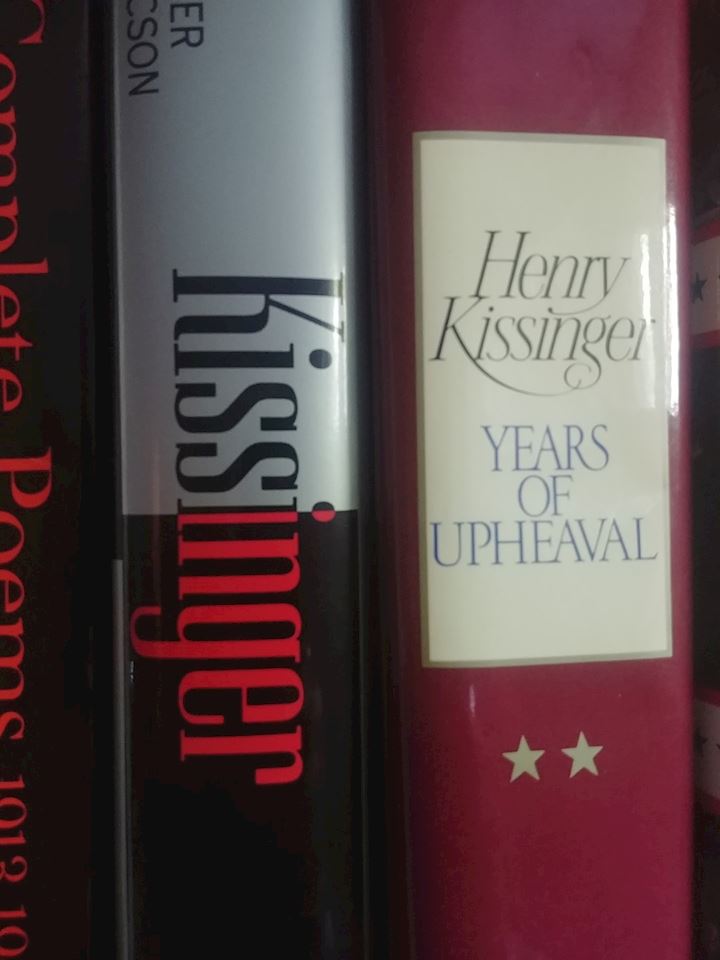 Complete Poems
ER
CSON
kissinger
Henry
Kissinger
YEARS
OF
UPHEAVAL